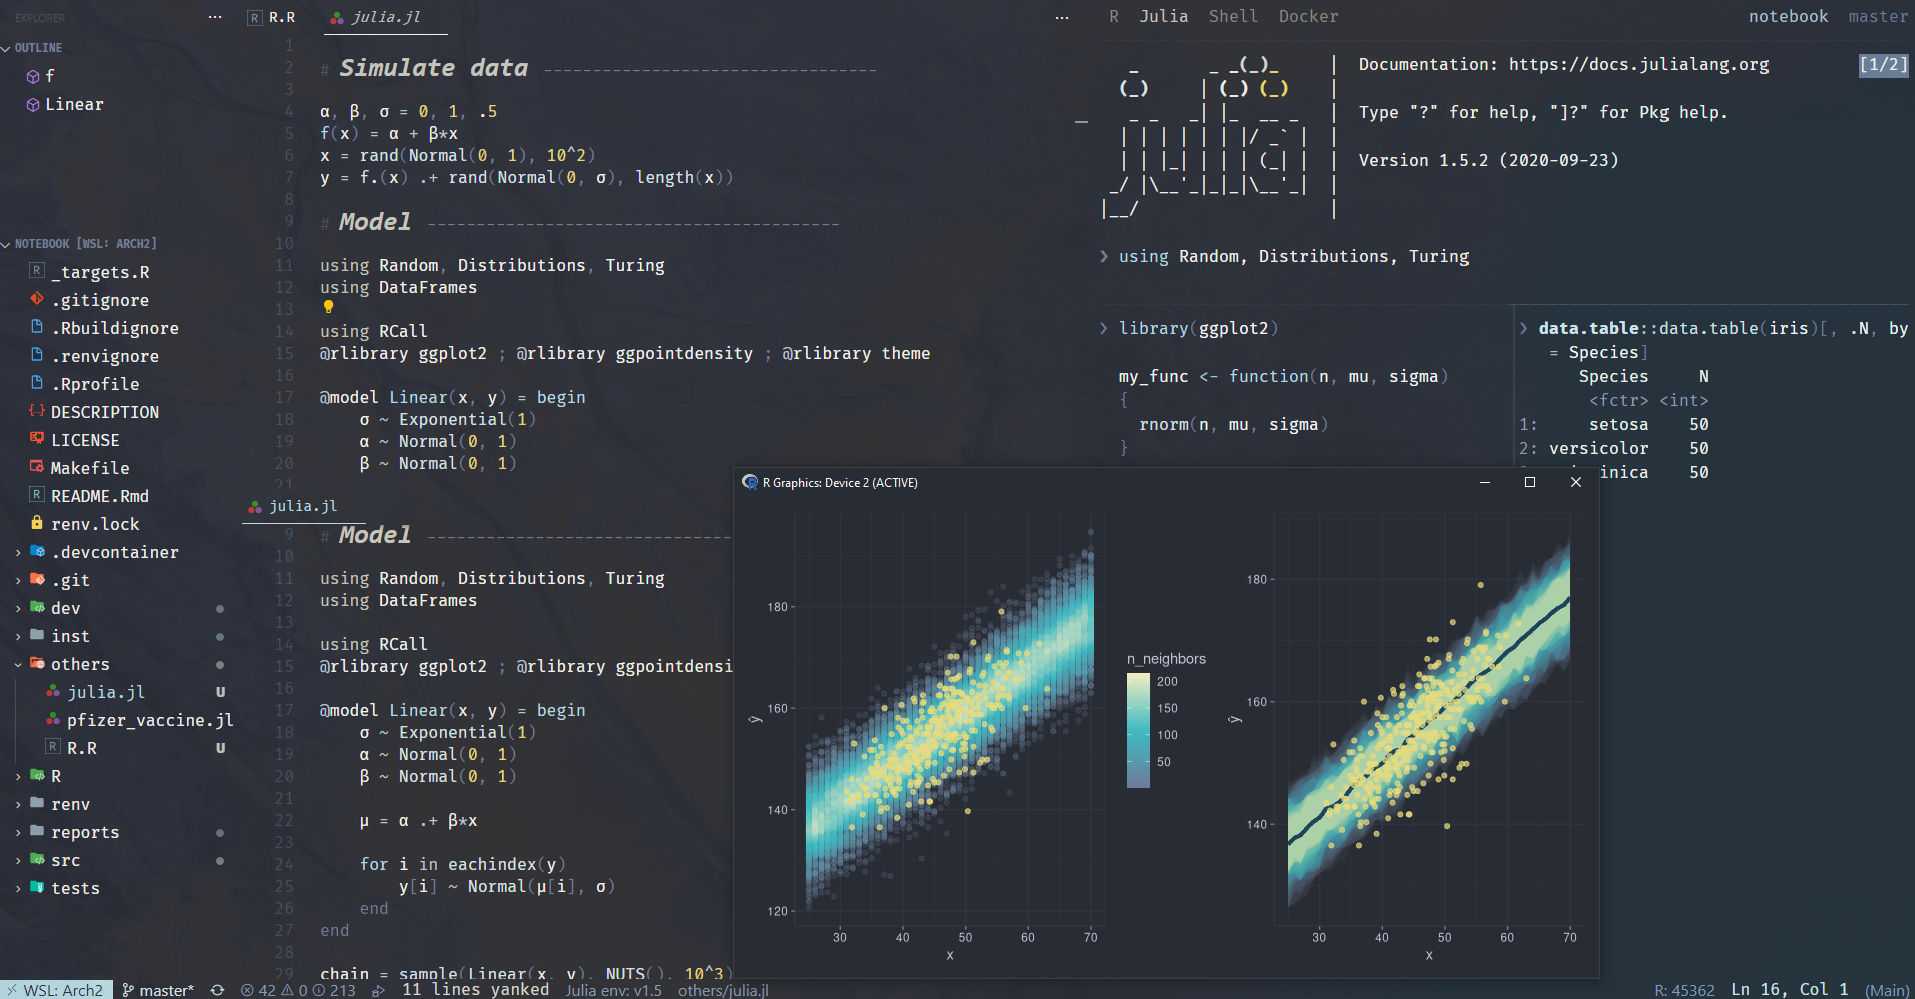 EXPLORER
OUTLINE
f
Linear
NOTEBOOK [WSL: ARCH2]
_targets.R
.gitignore
.Rbuildignore
.renvignore
.Rprofile
DESCRIPTION
LICENSE
Makefile
README.Rmd
renv.lock
.devcontainer
.git
dev
inst
others
julia.jl U
pfizer_vaccine.jl
R.R U
R
renv
reports
src
tests
R.R julia.jl
1
2 # Simulate data ----------------------------------
3
4 α, β, σ = 0, 1, .5
5 f(x) = α + β*x
6 x = rand(Normal(0, 1), 10^2)
7 y = f.(x) .+ rand(Normal(0, σ), length(x))
8
9 # Model ------------------------------------------
10
11 using Random, Distributions, Turing
12 using DataFrames
13
14 using RCall
15 @rlibrary ggplot2 ; @rlibrary ggpointdensity ; @rlibrary theme
16
17 @model Linear(x, y) = begin
18 σ ~ Exponential(1)
19 α ~ Normal(0, 1)
20 β ~ Normal(0, 1)
21
julia.jl
9 # Model -------------------------------
10
11 using Random, Distributions, Turing
12 using DataFrames
13
14 using RCall
15 @rlibrary ggplot2 ; @rlibrary ggpointdensi
16
17 @model Linear(x, y) = begin
18 σ ~ Exponential(1)
19 α ~ Normal(0, 1)
20 β ~ Normal(0, 1)
21
22 μ = α .+ β*x
23
24 for i in eachindex(y)
25 y[i] ~ Normal(μ[i], σ)
26 end
27 end
28
29 chain = sample(Linear(x, y), NUTS(), 10^3)
R Julia Shell Docker notebook master
Documentation: https://docs.julialang.org [1/2]
Type "?" for help, "]?" for Pkg help.
Version 1.5.2 (2020-09-23)
❯ using Random, Distributions, Turing
❯ library(ggplot2)
my_func <- function(n, mu, sigma)
{
rnorm(n, mu, sigma)
}
❯ data.table::data.table(iris)[, .N, by
= Species]
Species N
<fctr> <int>
1: setosa 50
2: versicolor 50
inica 50
R Graphics: Device 2 (ACTIVE)
180
160
140
120
ŷ
30 40 50 60 70
x
n_neighbors
200
150
100
50
180
160
140
ŷ
30 40 50 60 70
x
WSL: Arch2 master* 42 0 213 11 lines yanked Julia env: v1.5 others/julia.jl R: 45362 Ln 16, Col 1 (Main)